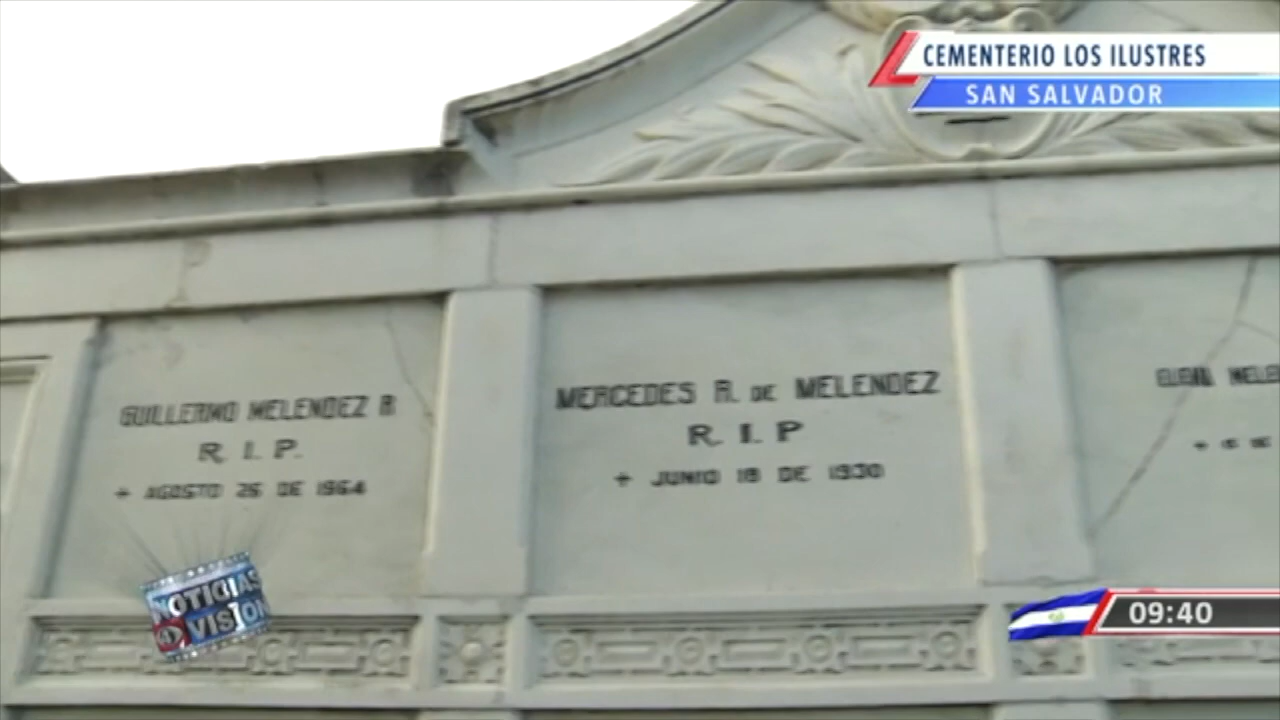 CEMENTERIO LOS ILUSTRES
SAN SALVADOR
GUILLERMO MELENDEZ R
R. I. P.
+ AGOSTO 26 DE 1964
MERCEDES R. DE MELENDEZ
R. I. P
+ JUNIO 18 DE 1930
NOTICIAS
VISION
09:40